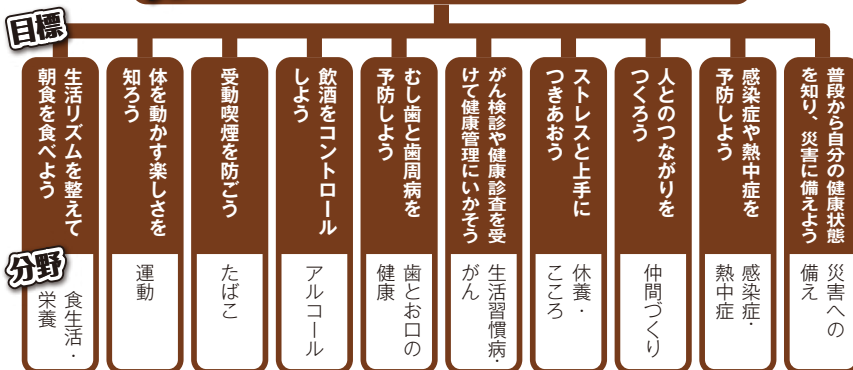 目標
生活リズムを整えて
朝食を食べよう
体を動かす楽しさを
知ろう
受動喫煙を防ごう
飲酒をコントロール
しよう
むし歯と歯周病を
予防しよう
がん検診や健康診査を受
けて健康管理にいかそう
ストレスと上手に
つきあおう
人とのつながりを
つくろう
感染症や熱中症を
予防しよう
普段から自分の健康状態
を知り、災害に備えよう
分野
食生活・
栄養
運動
たばこ
アルコール
歯とお口の
健康
生活習慣病・
がん
休養・
こころ
仲間づくり
感染症・
熱中症
災害への
備え